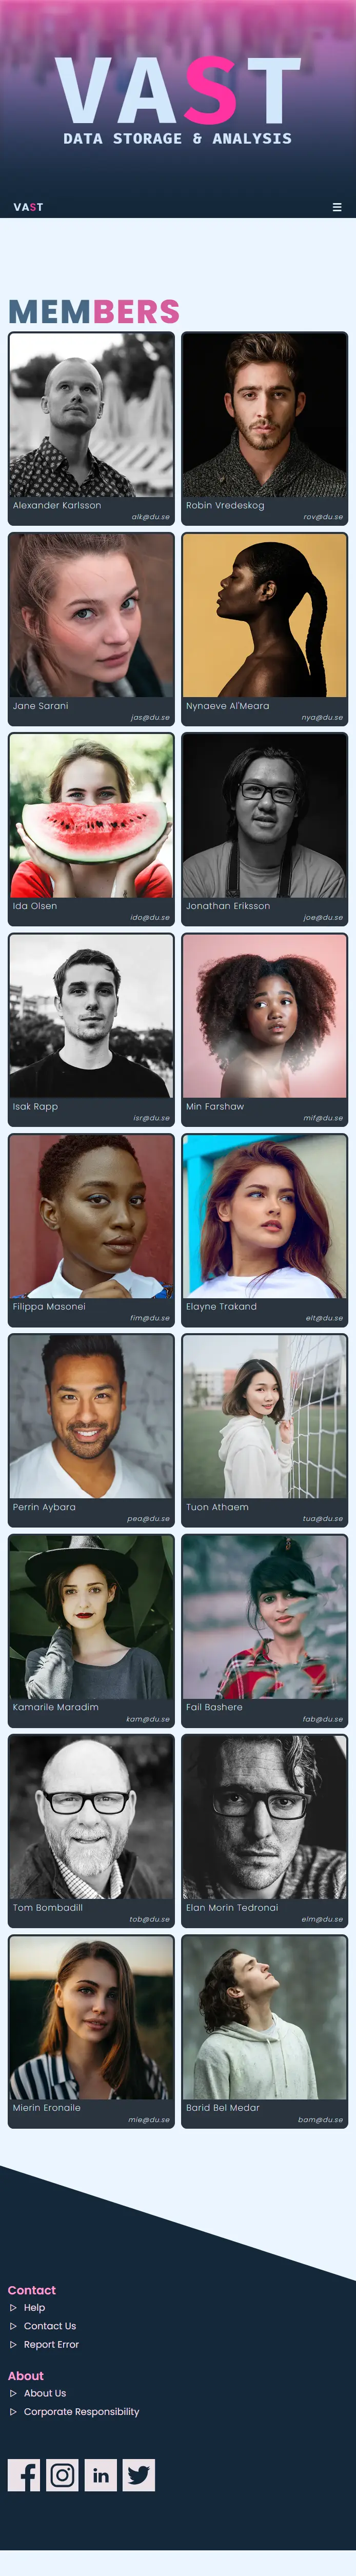 VAST
DATA STORAGE & ANALYSIS
VAST
MEMBERS
Alexander Karlsson
alk@du.se
Robin Vredeskog
rov@du.se
Jane Sarani
jas@du.se
Nynaeve Al'Meara
nya@du.se
Ida Olsen
ido@du.se
Jonathan Eriksson
joe@du.se
Isak Rapp
isr@du.se
Min Farshaw
mif@du.se
Filippa Masonei
fim@du.se
Elayne Trakand
elt@du.se
Perrin Aybara
pea@du.se
Tuon Athaem
tua@du.se
Kamarile Maradim
kam@du.se
Fail Bashere
fab@du.se
Tom Bombadill
tob@du.se
Elan Morin Tedronai
elm@du.se
Mierin Eronaile
mie@du.se
Barid Bel Medar
bam@du.se
Contact
Help
Contact Us
Report Error
About
About Us
Corporate Responsibility